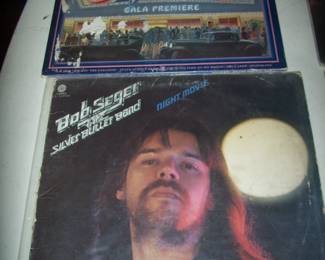 GALA PREMIERE
Bob Seger
SILVER BULLET Band
NIGHT MOVES